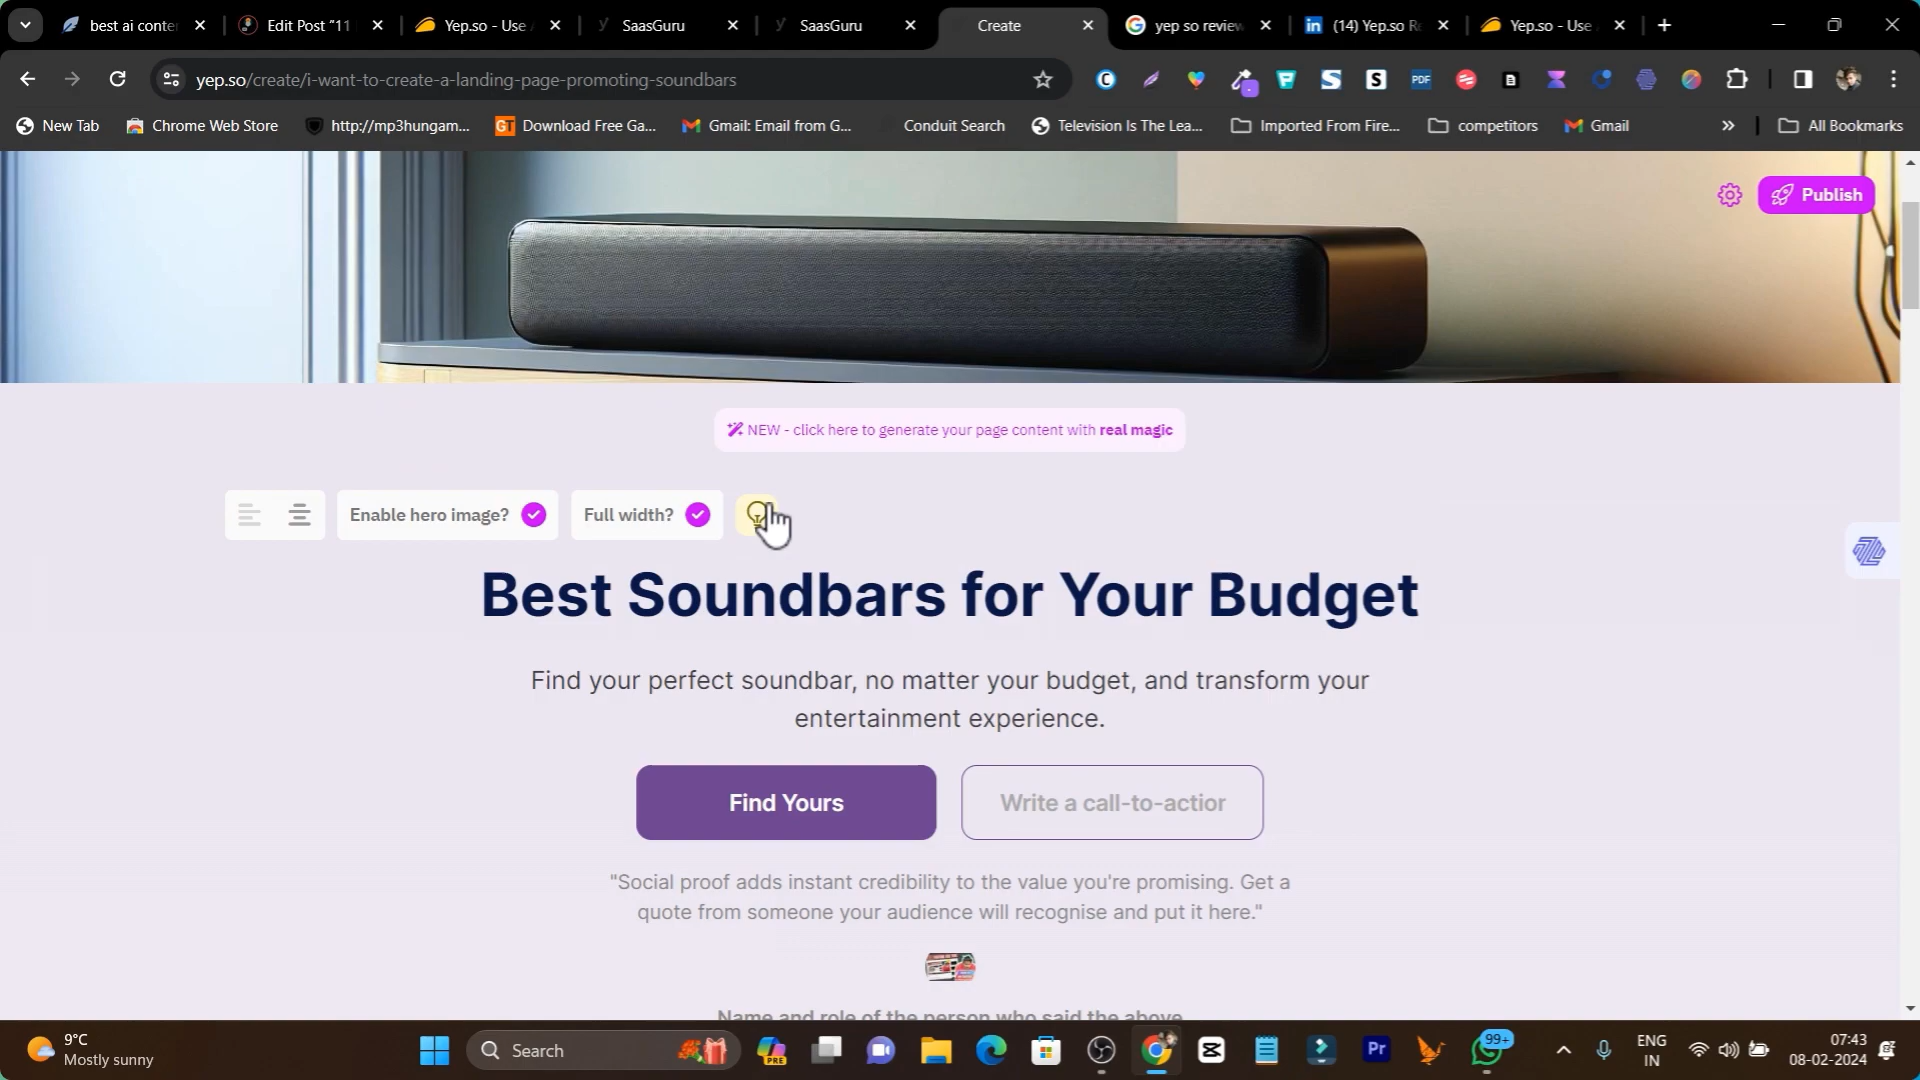 best ai conte
Edit Post "11
Yep.so - Use
SaasGuru
SaasGuru
Create
yep so review
(14) Yep.so R
Yep.so - Use
yep.so/create/i-want-to-create-a-landing-page-promoting-soundbars
New Tab
Chrome Web Store
http://mp3hungam...
Download Free Ga...
Gmail: Email from G...
Conduit Search
Television Is The Lea...
Imported From Fire...
competitors
Gmail
All Bookmarks
Publish
NEW - click here to generate your page content with real magic
Enable hero image?
Full width?
Best Soundbars for Your Budget
Find your perfect soundbar, no matter your budget, and transform your
entertainment experience.
Find Yours
Write a call-to-action
"Social proof adds instant credibility to the value you're promising. Get a
quote from someone your audience will recognise and put it here."
Name and role of the person who said the above
9°C
Mostly sunny
Search
PRE
Pr
99+
ENG
IN
07:43
08-02-2024